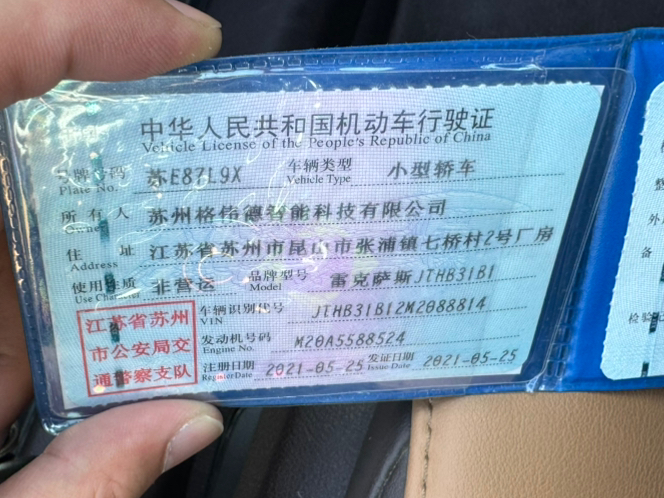 中华人民共和国机动车行驶证
Vehicle License of the People's Republic of China
号牌号码 苏E87L9X 车辆类型 小型轿车
Plate No. Vehicle Type
所有人 苏州格伟德智能科技有限公司
Owner
住址 江苏省苏州市昆山市张浦镇七桥村2号厂房
Address
使用性质 非营运 品牌型号 雷克萨斯JTHB31B1
Use Character Model
车辆识别代号 JTHB31B12M2088814
VIN
发动机号码 M20A5588524
Engine No.
注册日期 2021-05-25 发证日期 2021-05-25
Register Date Issue Date
江苏省苏州
市公安局交
通警察支队
备
检验记